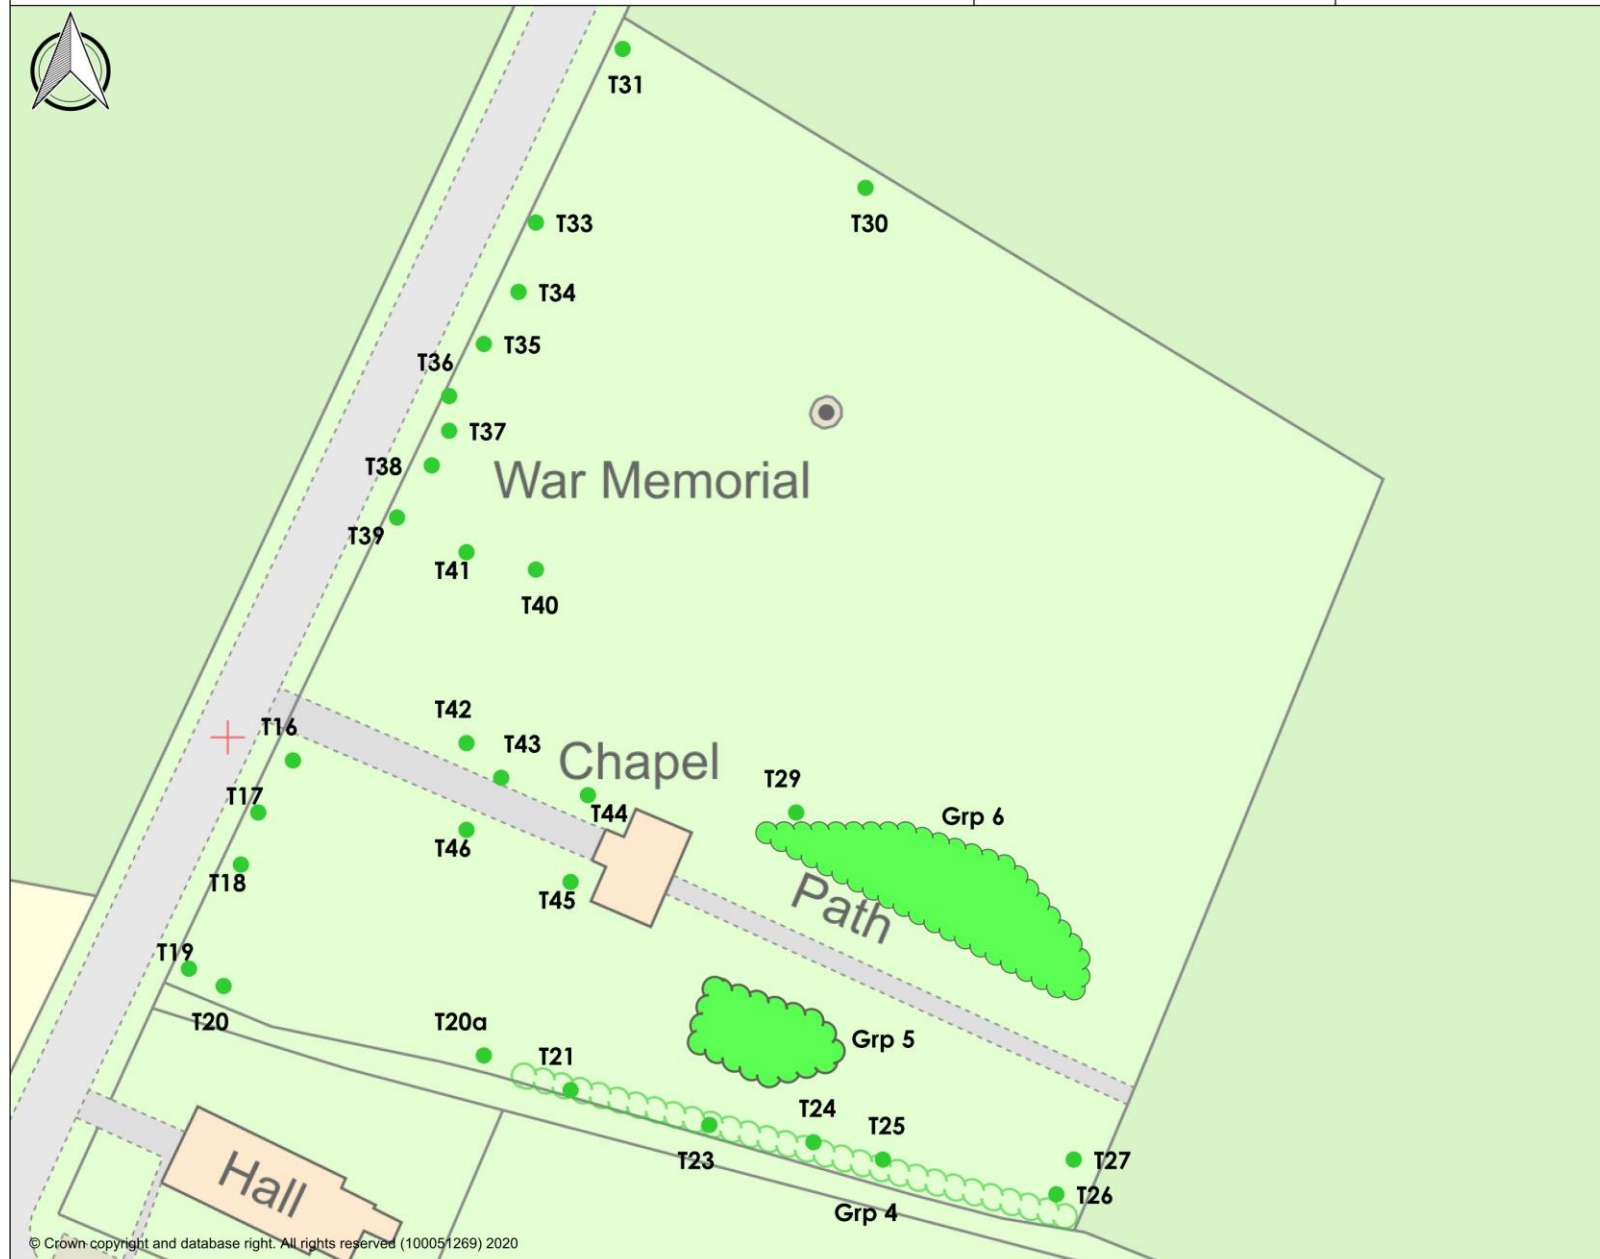 T31
T30
T33
T34
T35
T36
T37
T38
War Memorial
T39
T41
T40
T42
T16
T43
Chapel
T29
T17
T44
Grp 6
T46
T18
T45
Path
T19
T20
T20a
Grp 5
T21
T24
T25
T23
T27
Hall
T26
Grp 4
© Crown copyright and database right. All rights reserved (100051269) 2020